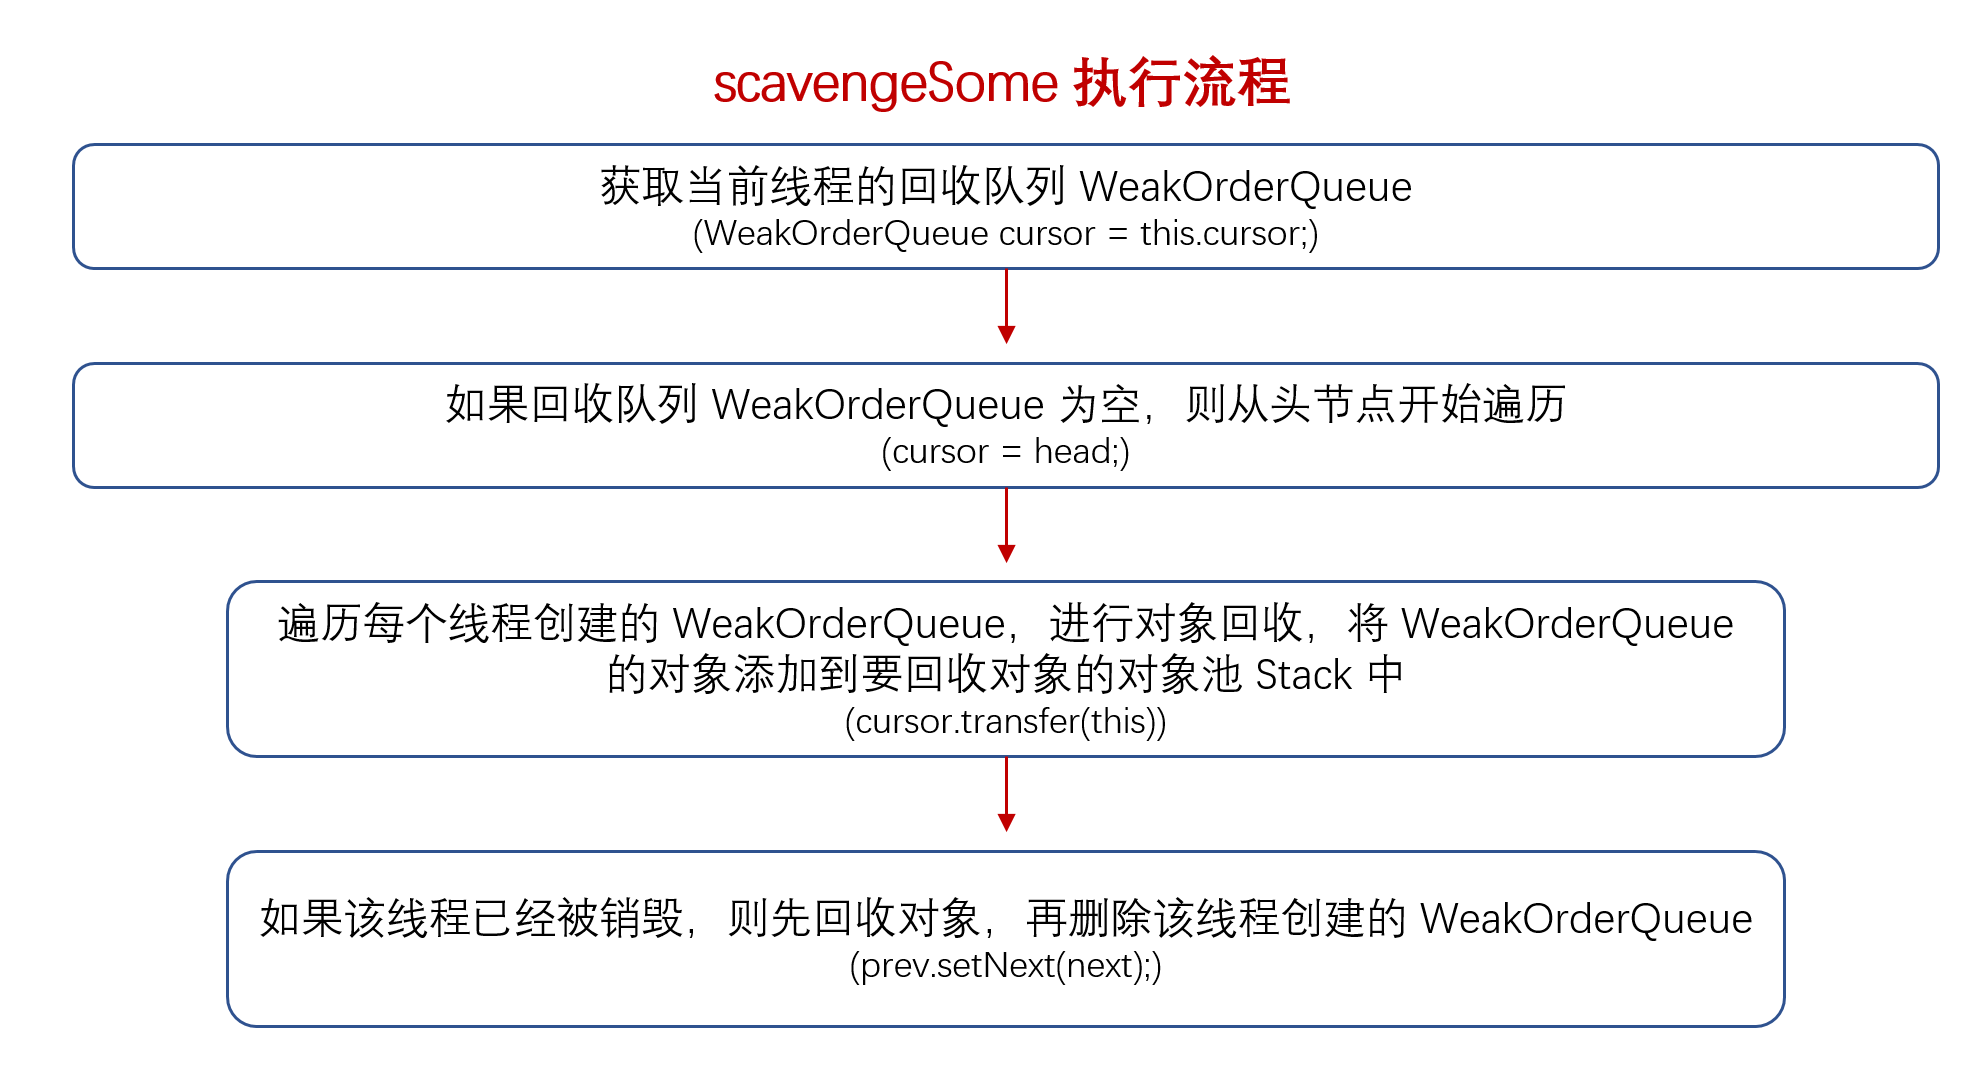 scavengeSome 执行流程
获取当前线程的回收队列 WeakOrderQueue
(WeakOrderQueue cursor = this.cursor;)
如果回收队列 WeakOrderQueue 为空，则从头节点开始遍历
(cursor = head;)
遍历每个线程创建的 WeakOrderQueue，进行对象回收，将 WeakOrderQueue
的对象添加到要回收对象的对象池 Stack 中
(cursor.transfer(this))
如果该线程已经被销毁，则先回收对象，再删除该线程创建的 WeakOrderQueue
(prev.setNext(next);)